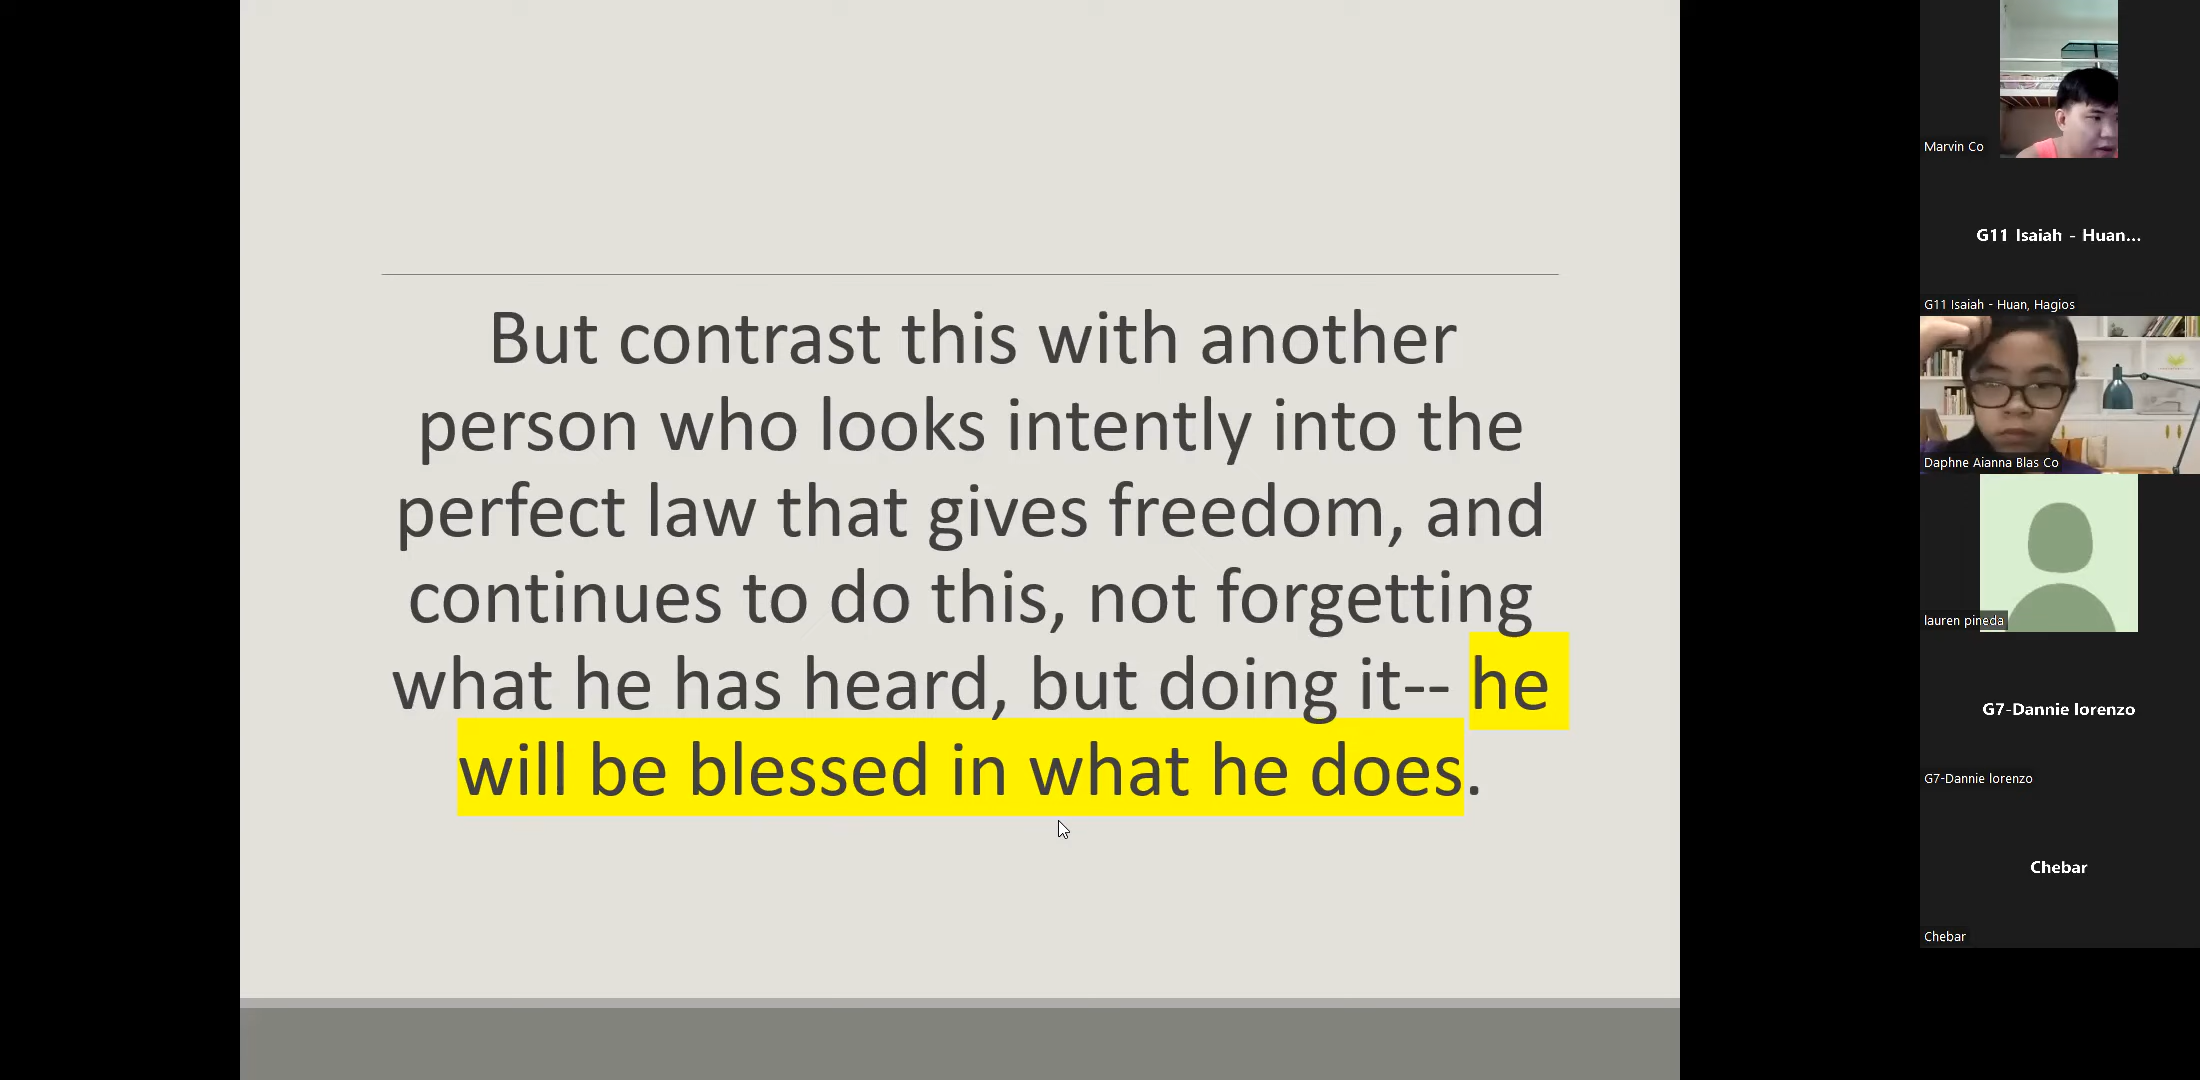 But contrast this with another
person who looks intently into the
perfect law that gives freedom, and
continues to do this, not forgetting
what he has heard, but doing it-- he
will be blessed in what he does.
Marvin Co
G11 Isaiah - Huan...
G11 Isaiah - Huan, Hagios
Daphne Aianna Blas Co
lauren pineda
G7-Dannie lorenzo
G7-Dannie lorenzo
Chebar
Chebar